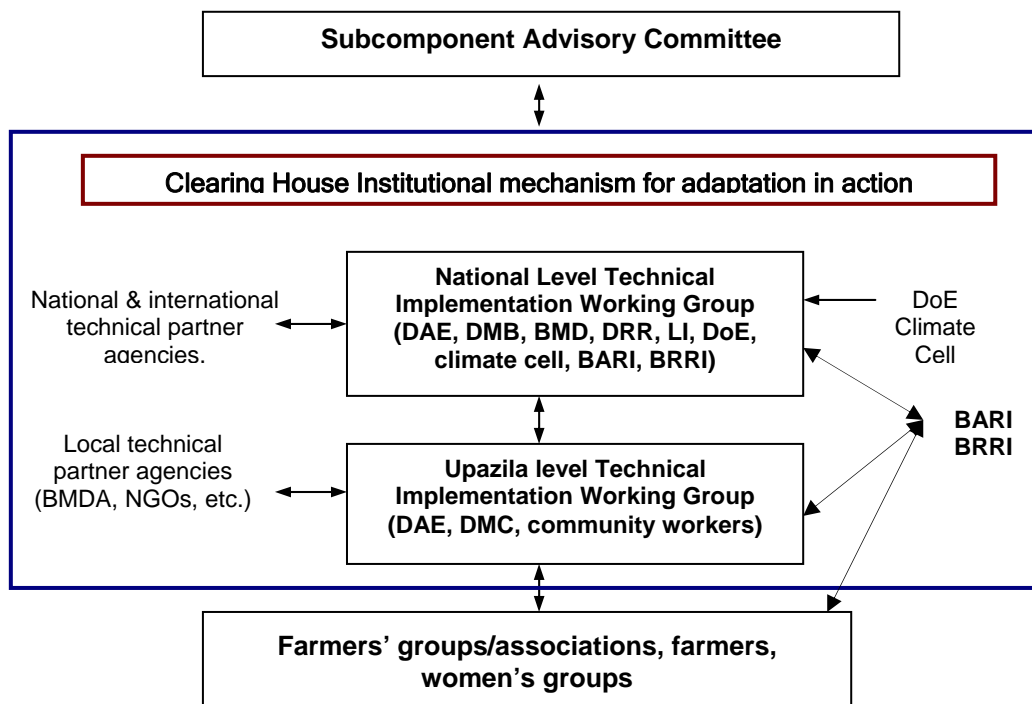 Subcomponent Advisory Committee
Clearing House Institutional mechanism for adaptation in action
National & international
technical partner
agencies.
National Level Technical
Implementation Working Group
(DAE, DMB, BMD, DRR, LI, DoE,
climate cell, BARI, BRRI)
DoE
Climate
Cell
BARI
BRRI
Local technical
partner agencies
(BMDA, NGOs, etc.)
Upazila level Technical
Implementation Working Group
(DAE, DMC, community workers)
Farmers’ groups/associations, farmers,
women’s groups